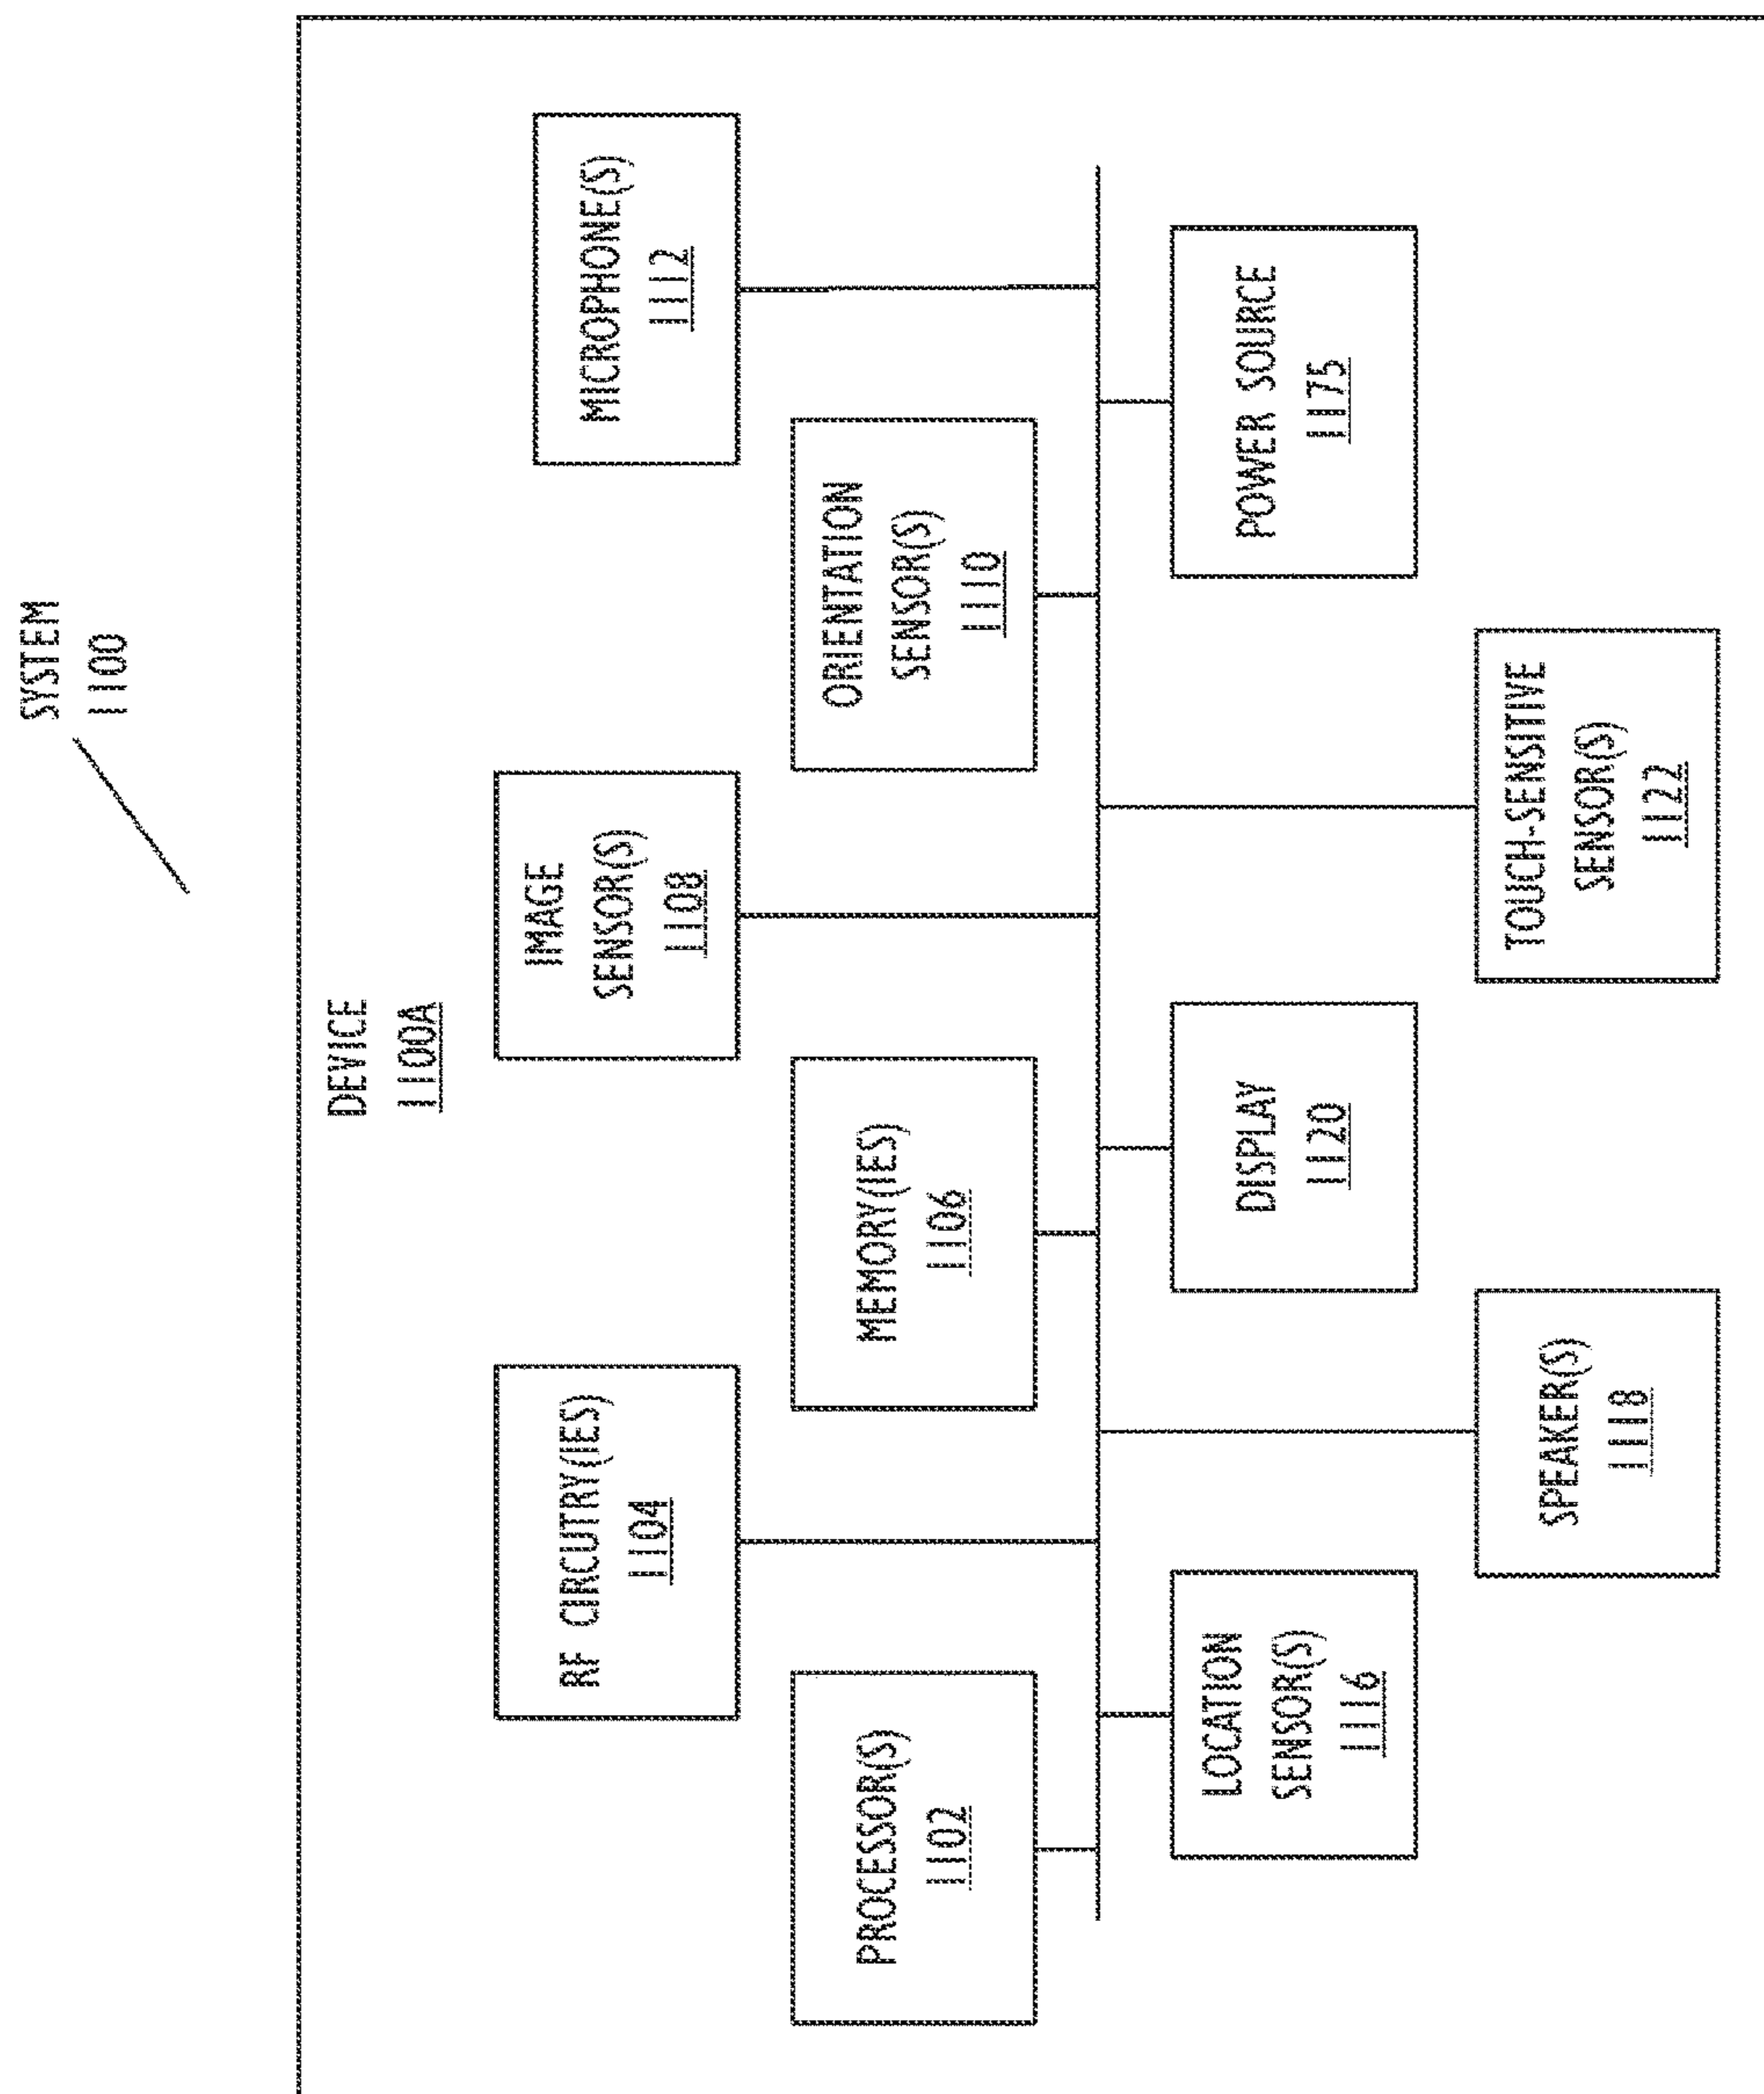 SYSTEM
1100
DEVICE
1100A
RF CIRCUTRY(IES)
1104
IMAGE
SENSOR(S)
1108
MICROPHONE(S)
1112
PROCESSOR(S)
1102
MEMORY(IES)
1106
ORIENTATION
SENSOR(S)
1110
LOCATION
SENSOR(S)
1116
DISPLAY
1120
POWER SOURCE
1175
SPEAKER(S)
1118
TOUCH-SENSITIVE
SENSOR(S)
1122